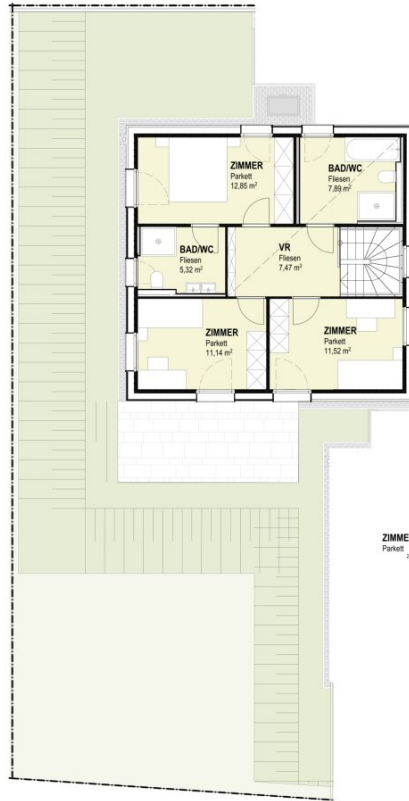 ZIMMER
Parkett
12,85 m²
BAD/WC
Fliesen
7,89 m²
BAD/WC
Fliesen
5,32 m²
VR
Fliesen
7,47 m²
ZIMMER
Parkett
11,14 m²
ZIMMER
Parkett
11,52 m²
ZIMME
Parkett